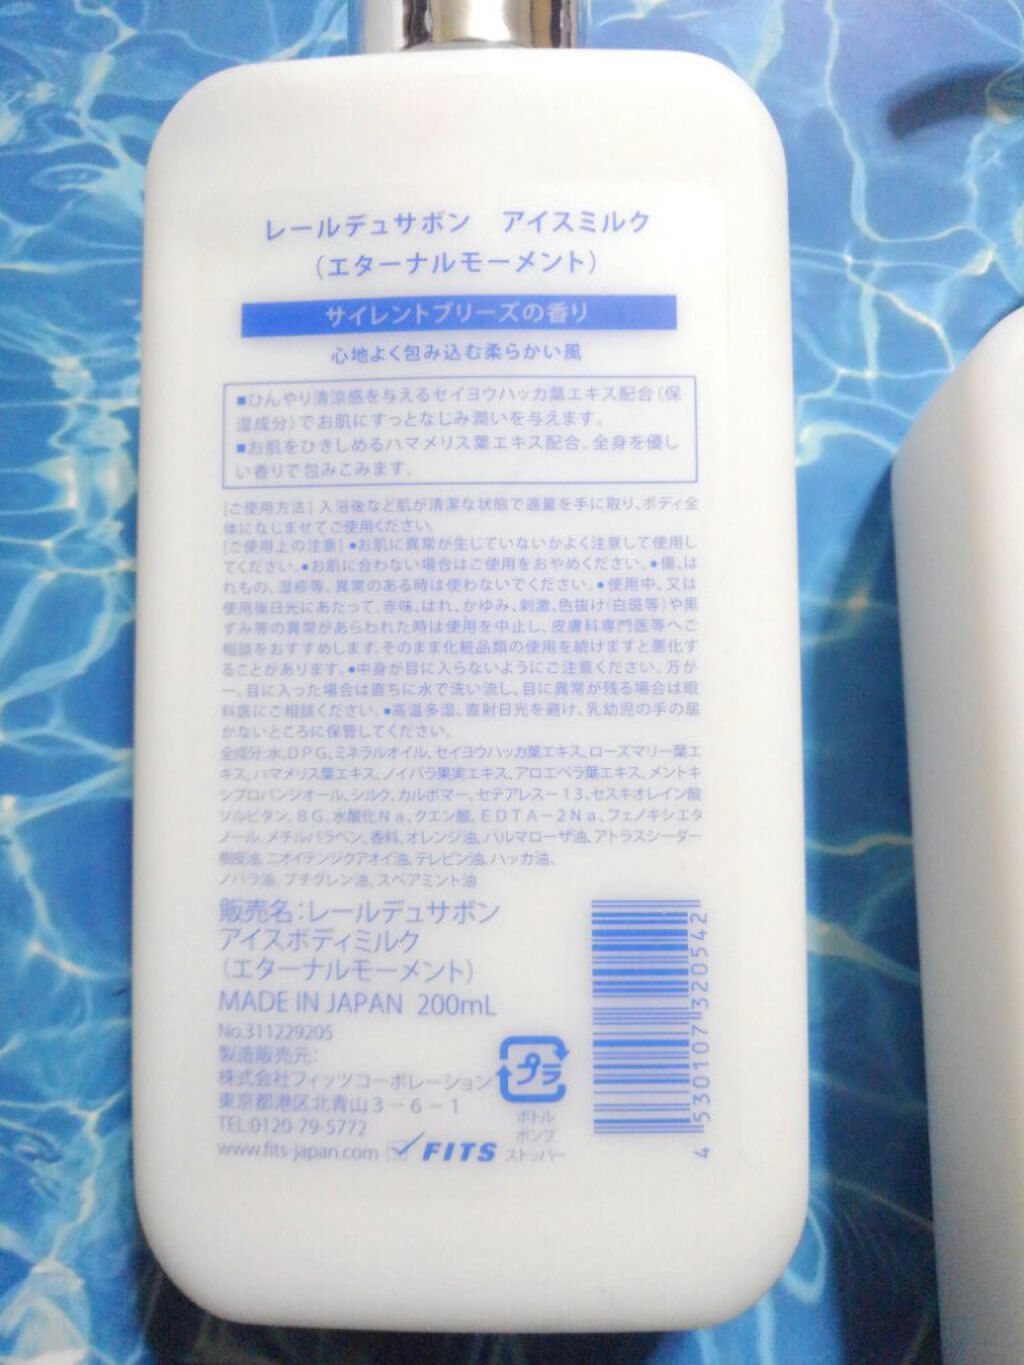 レールデュサボン　アイスミルク
（エターナルモーメント）
サイレントブリーズの香り
心地よく包み込む柔らかい風
■ひんやり清涼感を与えるセイヨウハッカ葉エキス配合（保
湿成分）でお肌にすっとなじみ潤いを与えます。
■お肌をひきしめるハマメリス葉エキス配合。全身を優し
い香りで包みこみます。
［ご使用方法］入浴後など肌が清潔な状態で適量を手に取り、ボディ全
体になじませてご使用ください。
［ご使用上の注意］●お肌に異常が生じていないかよく注意して使用し
てください。●お肌に合わない場合はご使用をおやめください。●傷、は
れもの、湿疹等、異常のある時は使わないでください。●使用中、又は
使用後日光にあたって、赤味、はれ、かゆみ、刺激、色抜け（白斑等）や黒
ずみ等の異常があらわれた時は使用を中止し、皮膚科専門医等へご
相談をおすすめします。そのまま化粧品類の使用を続けますと悪化す
ることがあります。●中身が目に入らないようにご注意ください。万が
一、目に入った場合は直ちに水で洗い流し、目に異常が残る場合は眼
科医にご相談ください。●高温多湿、直射日光を避け、乳幼児の手の届
かないところに保管してください。
全成分：水、DPG、ミネラルオイル、セイヨウハッカ葉エキス、ローズマリー葉エ
キス、ハマメリス葉エキス、ノイバラ果実エキス、アロエベラ葉エキス、メントキ
シプロパンジオール、シルク、カルボマー、セテアレス－13、セスキオレイン酸
ソルビタン、BG、水酸化Na、クエン酸、EDTA－2Na、フェノキシエタ
ノール、メチルパラベン、香料、オレンジ油、パルマローザ油、アトラスシーダー
樹皮油、ニオイテンジクアオイ油、テレビン油、ハッカ油、
ノバラ油、プチグレン油、スペアミント油
販売名：レールデュサボン
アイスボディミルク
（エターナルモーメント）
MADE IN JAPAN 200mL
No.311229205
製造販売元：
株式会社フィッツコーポレーション
東京都港区北青山3－6－1
TEL:0120-79-5772
www.fits-japan.com FITS
プラ
ボトル
ポンプ
ストッパー
4 530107 320542